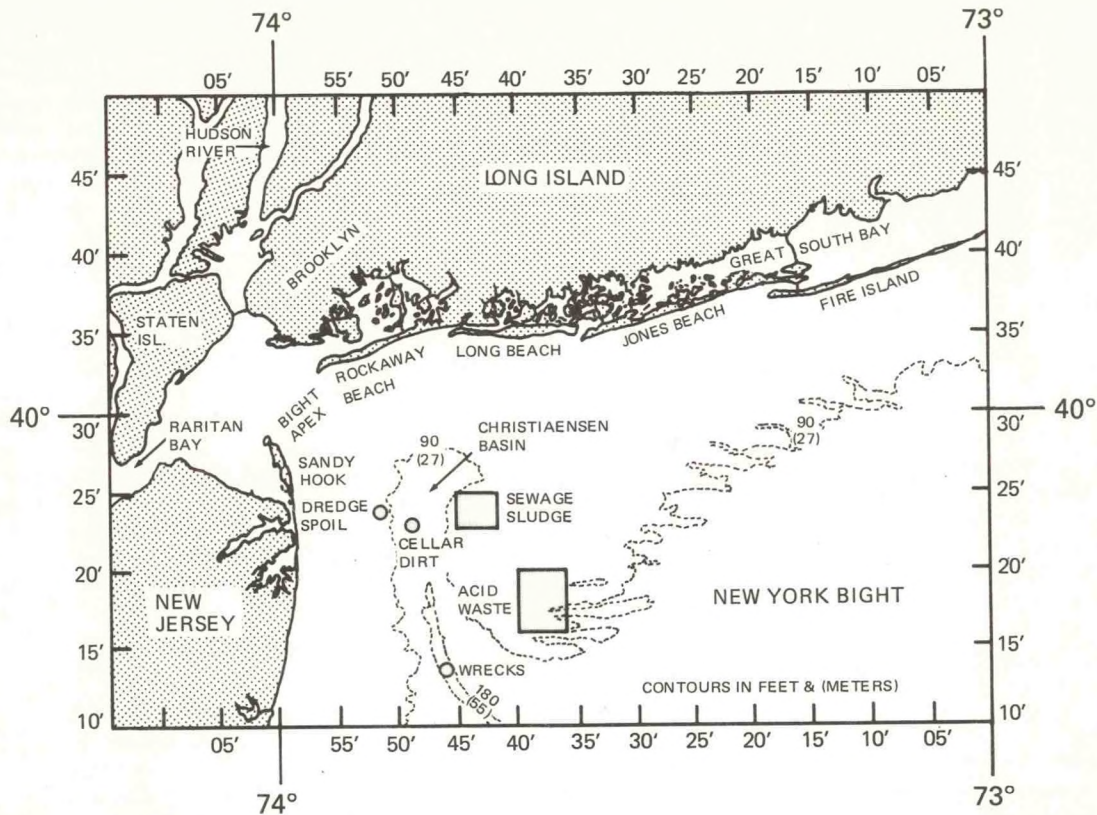 74°
73°
05′ 55′ 50′ 45′ 40′ 35′ 30′ 25′ 20′ 15′ 10′ 05′
HUDSON
RIVER
LONG ISLAND
45′
45′
BROOKLYN
GREAT SOUTH BAY
40′
40′
FIRE ISLAND
STATEN
ISL.
JONES BEACH
35′
35′
LONG BEACH
ROCKAWAY
BEACH
BIGHT
APEX
40°
40°
30′
30′
RARITAN
BAY
CHRISTIAENSEN
BASIN
90
(27)
90
(27)
SANDY
HOOK
25′
25′
DREDGE
SPOIL
SEWAGE
SLUDGE
CELLAR
DIRT
20′
20′
ACID
WASTE
NEW
JERSEY
NEW YORK BIGHT
15′
15′
WRECKS
180
(55)
CONTOURS IN FEET & (METERS)
10′
10′
05′ 55′ 50′ 45′ 40′ 35′ 30′ 25′ 20′ 15′ 10′ 05′
74°
73°